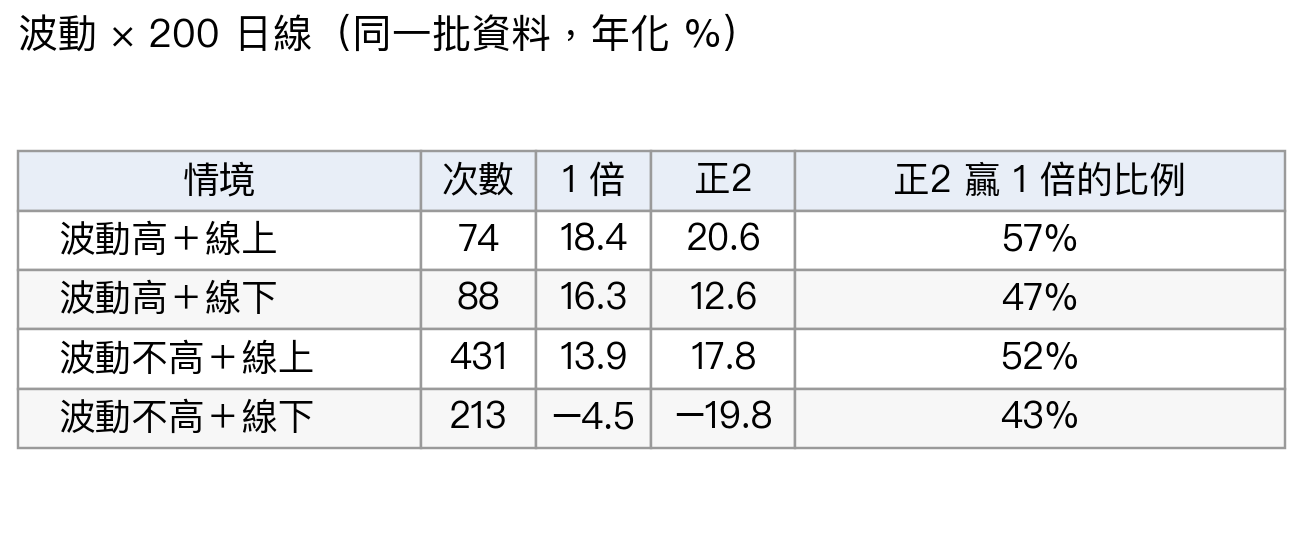 波動 × 200 日線（同一批資料，年化 %）
情境 次數 1 倍 正2 正2 贏 1 倍的比例
波動高＋線上 74 18.4 20.6 57%
波動高＋線下 88 16.3 12.6 47%
波動不高＋線上 431 13.9 17.8 52%
波動不高＋線下 213 −4.5 −19.8 43%